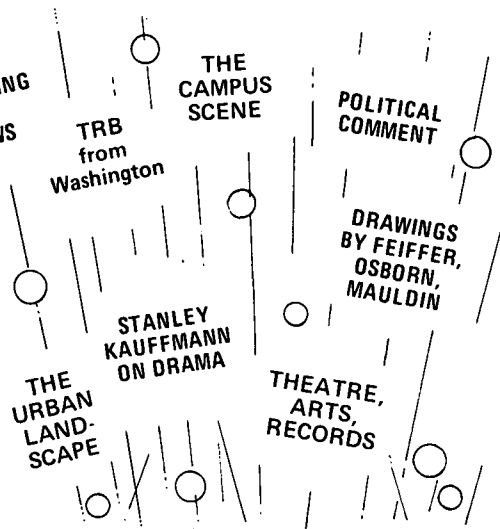 THE
CAMPUS
SCENE
POLITICAL
COMMENT
TRB
from
Washington
DRAWINGS
BY FEIFFER,
OSBORN,
MAULDIN
STANLEY
KAUFFMANN
ON DRAMA
THE
URBAN
LAND-
SCAPE
THEATRE,
ARTS,
RECORDS